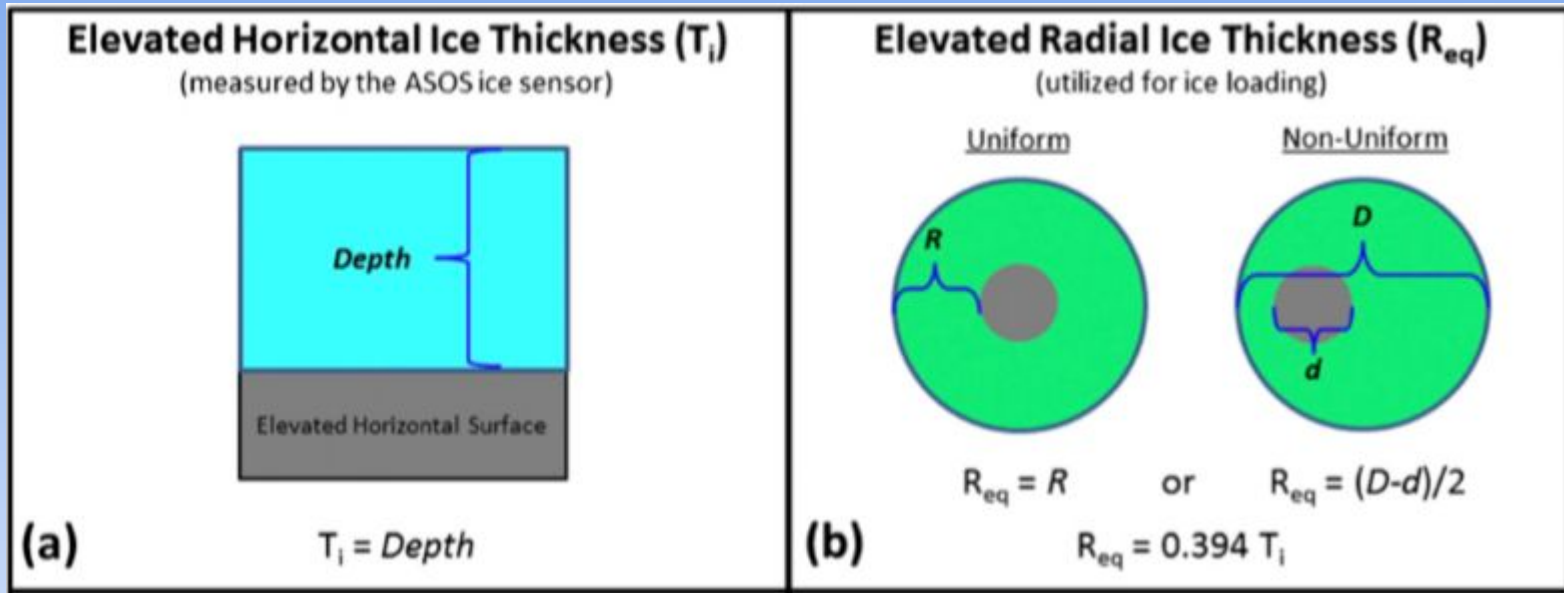 Elevated Horizontal Ice Thickness (Ti)
(measured by the ASOS ice sensor)
Depth
Elevated Horizontal Surface
(a)
Ti = Depth
Elevated Radial Ice Thickness (Req)
(utilized for ice loading)
Uniform
Non-Uniform
R
D
d
Req = R or Req = (D-d)/2
(b)
Req = 0.394 Ti